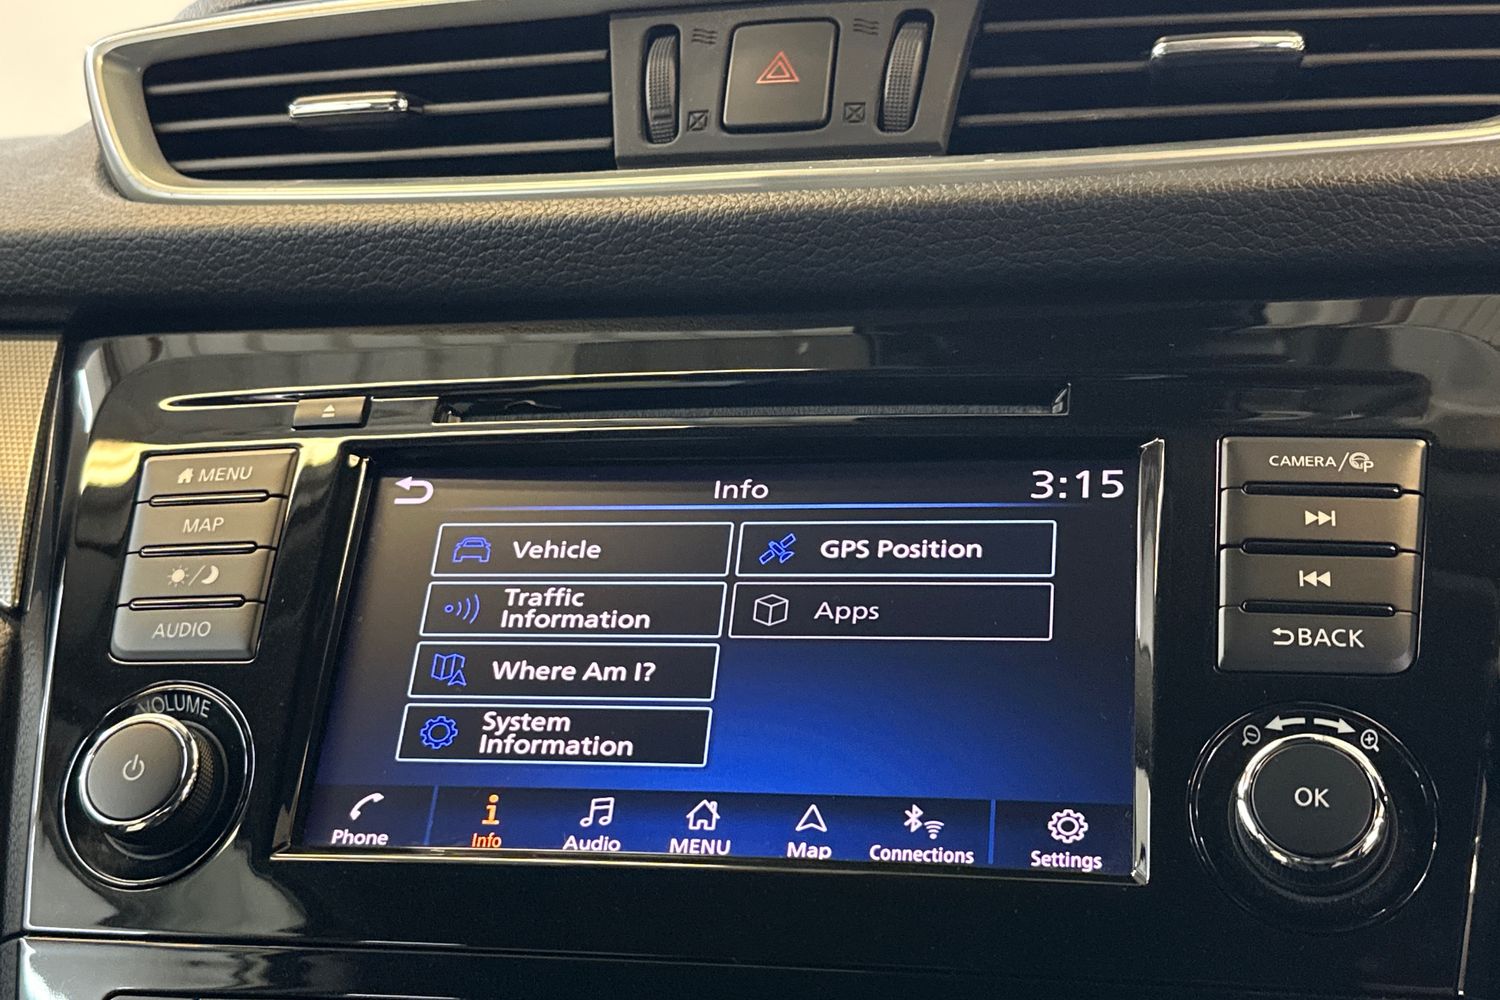 MENU
MAP
AUDIO
VOLUME
Info
3:15
Vehicle
GPS Position
Traffic
Information
Apps
Where Am I?
System
Information
Phone
Info
Audio
MENU
Map
Connections
Settings
CAMERA/
BACK
OK